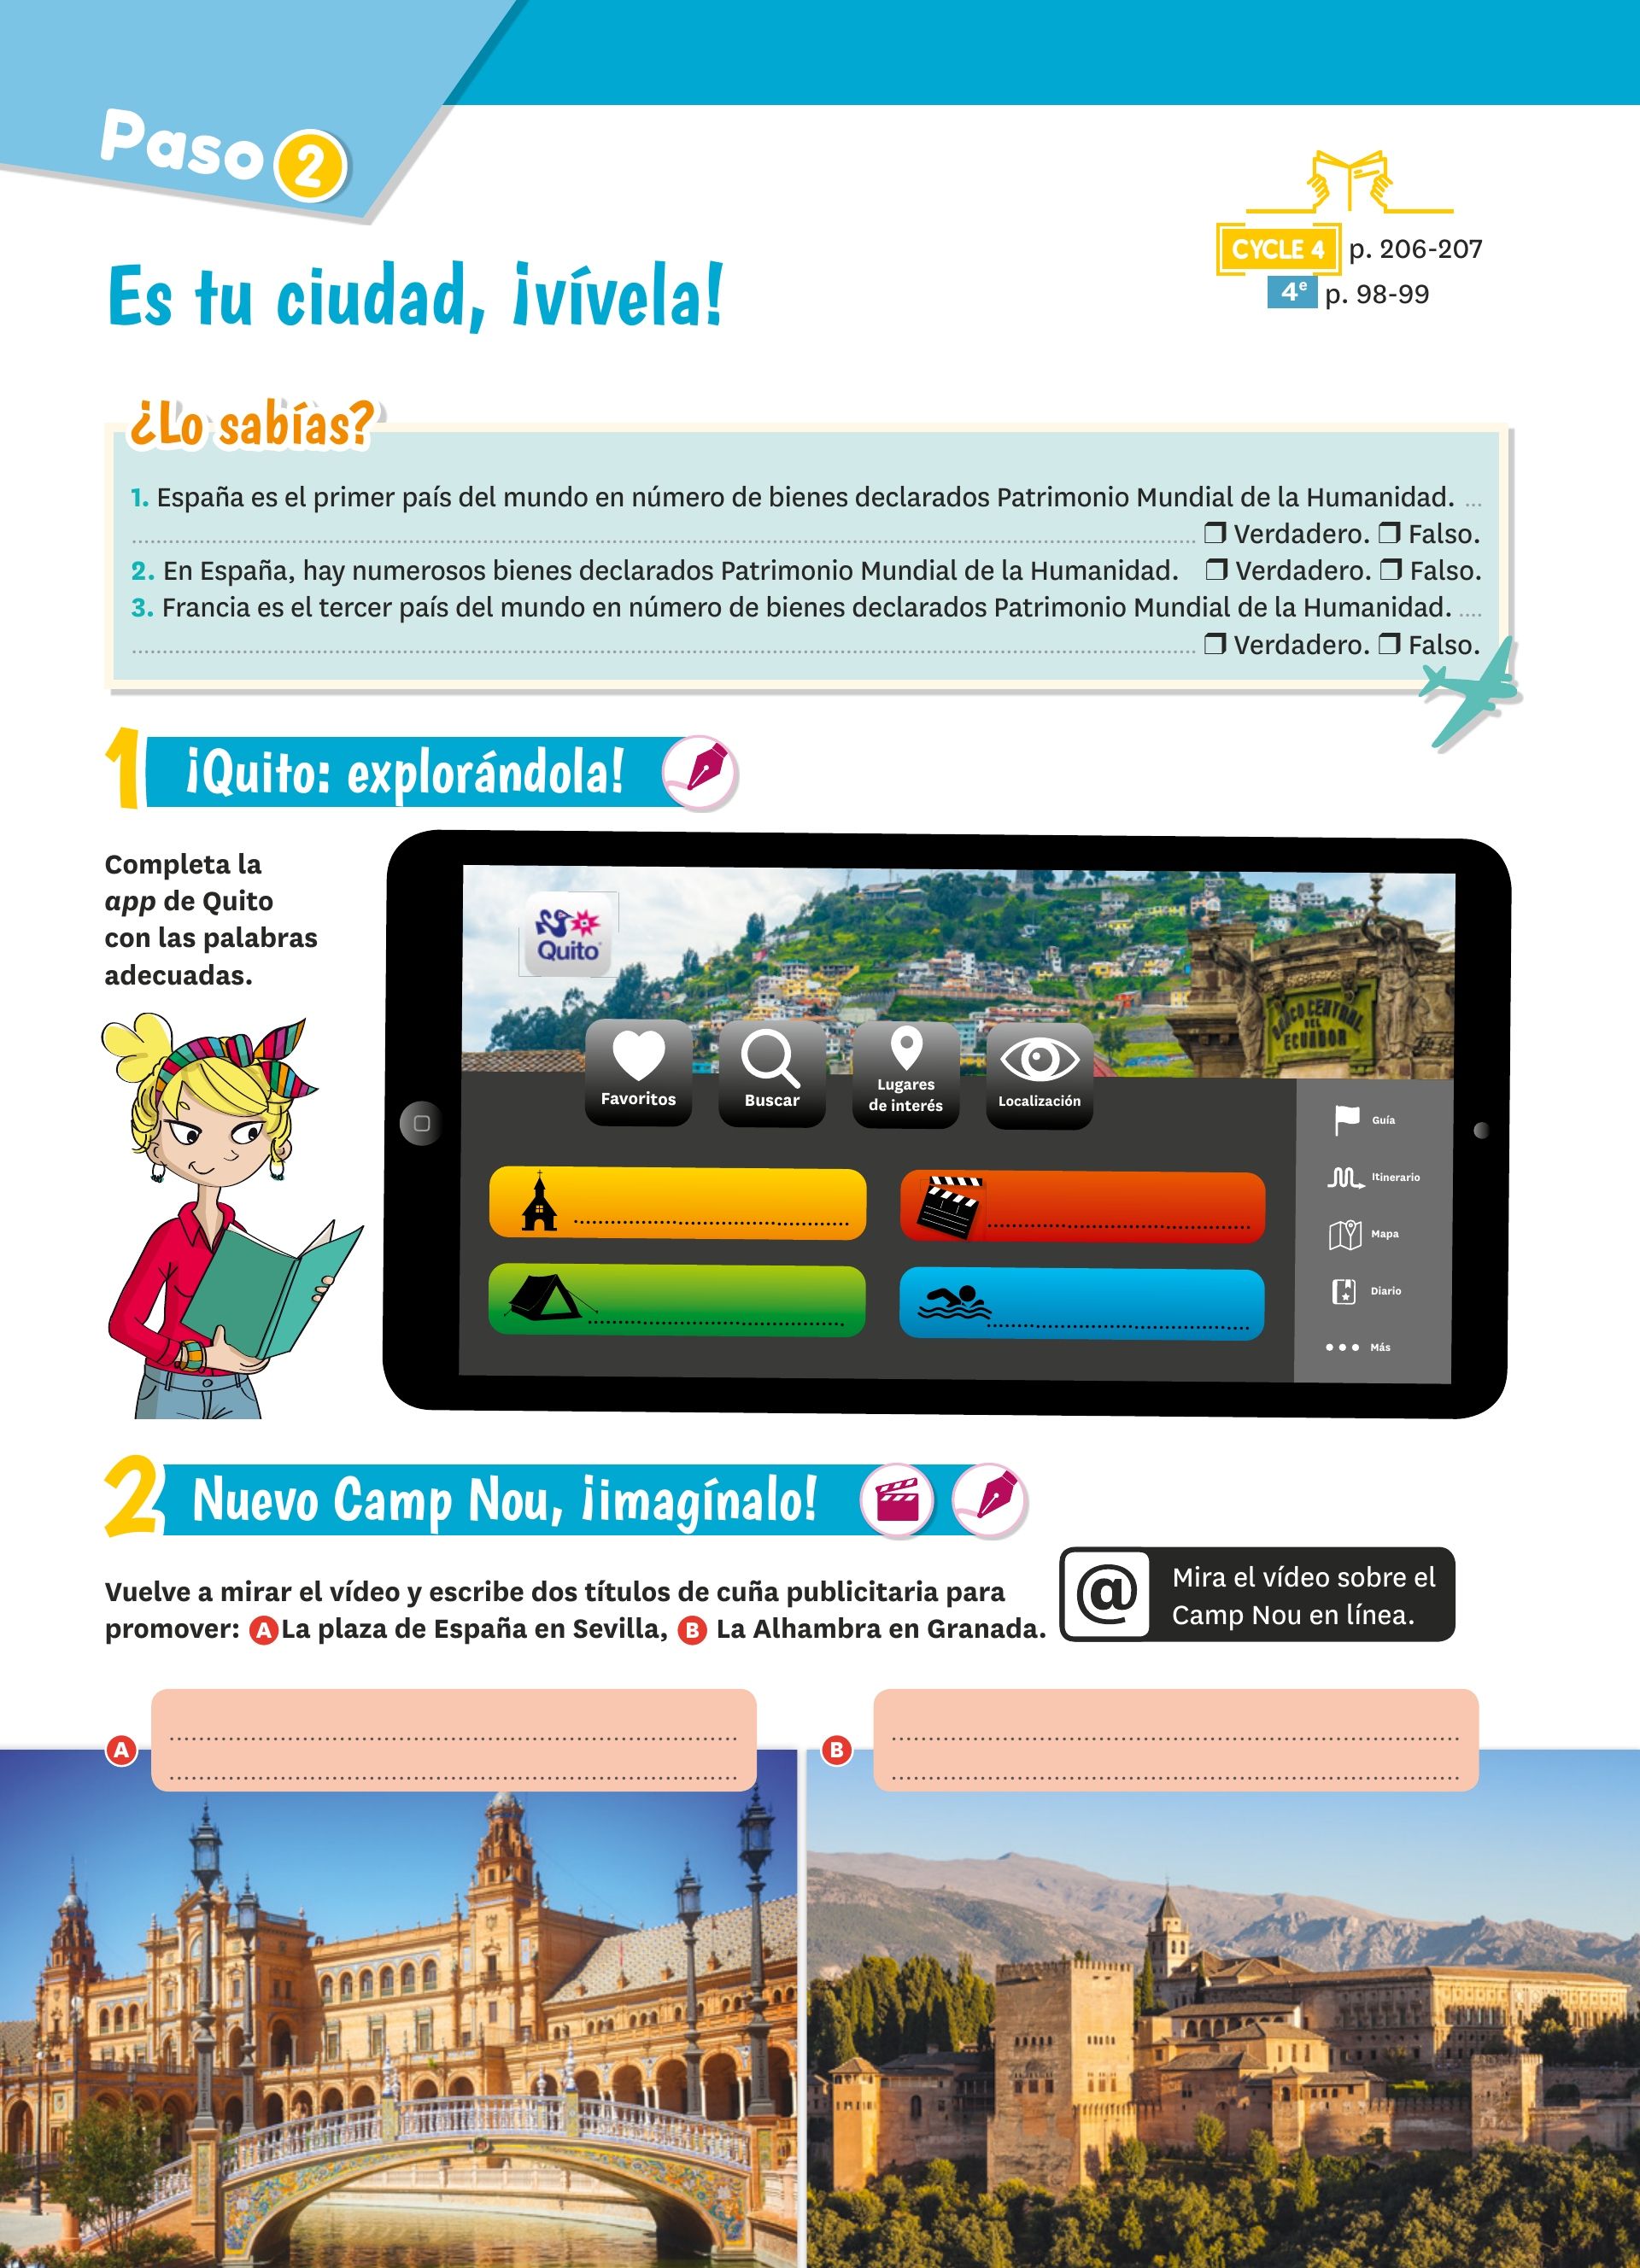 Paso 2
CYCLE 4 p. 206-207
4e p. 98-99
Es tu ciudad, ¡vívela!
¿Lo sabías?
1. España es el primer país del mundo en número de bienes declarados Patrimonio Mundial de la Humanidad. ...
❒ Verdadero. ❒ Falso.
2. En España, hay numerosos bienes declarados Patrimonio Mundial de la Humanidad. ❒ Verdadero. ❒ Falso.
3. Francia es el tercer país del mundo en número de bienes declarados Patrimonio Mundial de la Humanidad. ....
❒ Verdadero. ❒ Falso.
1 ¡Quito: explorándola!
Completa la
app de Quito
con las palabras
adecuadas.
Quito
BANCO CENTRAL
DEL
ECUADOR
Favoritos
Buscar
Lugares
de interés
Localización
Guía
Itinerario
Mapa
Diario
Más
2 Nuevo Camp Nou, ¡imagínalo!
Vuelve a mirar el vídeo y escribe dos títulos de cuña publicitaria para
promover: A La plaza de España en Sevilla, B La Alhambra en Granada.
@ Mira el vídeo sobre el
Camp Nou en línea.
A
B